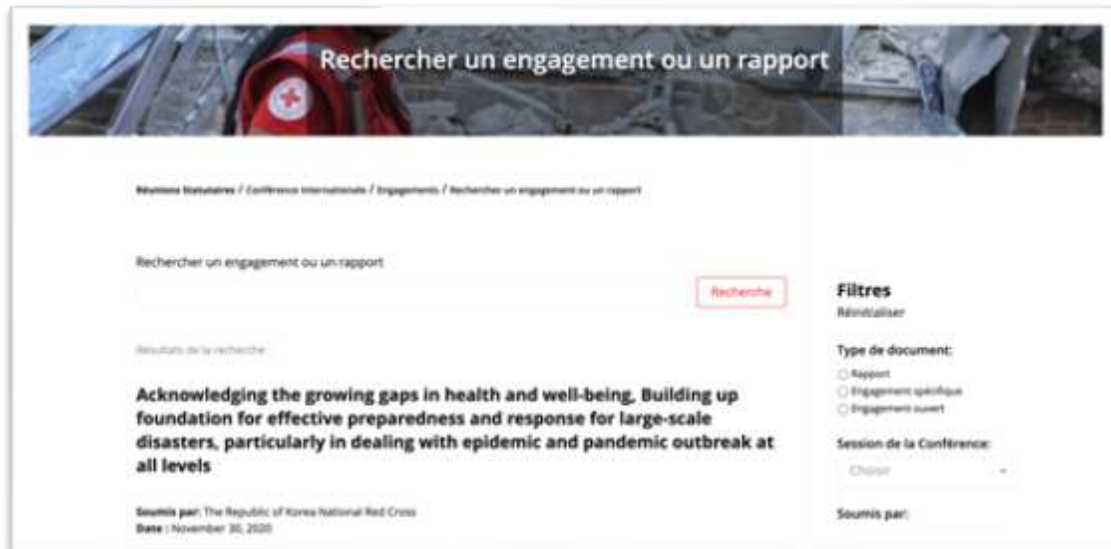 Rechercher un engagement ou un rapport
Réunions Statutaires / Conférence Internationale / Engagements / Rechercher un engagement ou un rapport
Rechercher un engagement ou un rapport
Recherche
Résultats de la recherche
Acknowledging the growing gaps in health and well-being, Building up
foundation for effective preparedness and response for large-scale
disasters, particularly in dealing with epidemic and pandemic outbreak at
all levels
Soumis par: The Republic of Korea National Red Cross
Date : November 30, 2020
Filtres
Réinitialiser
Type de document:
Rapport
Engagement spécifique
Engagement ouvert
Session de la Conférence:
Choisir
Soumis par: